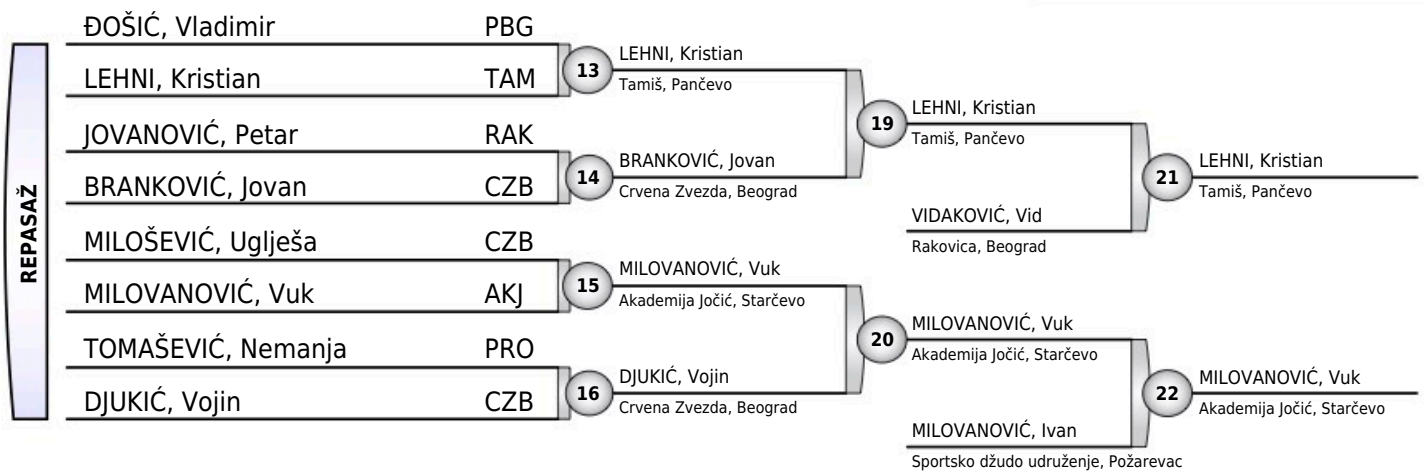 REPASAŽ
ĐOŠIĆ, Vladimir PBG
LEHNI, Kristian TAM
JOVANOVIĆ, Petar RAK
BRANKOVIĆ, Jovan CZB
MILOŠEVIĆ, Uglješa CZB
MILOVANOVIĆ, Vuk AKJ
TOMAŠEVIĆ, Nemanja PRO
DJUKIĆ, Vojin CZB
13
LEHNI, Kristian
Tamiš, Pančevo
14
BRANKOVIĆ, Jovan
Crvena Zvezda, Beograd
15
MILOVANOVIĆ, Vuk
Akademija Jočić, Starčevo
16
DJUKIĆ, Vojin
Crvena Zvezda, Beograd
19
LEHNI, Kristian
Tamiš, Pančevo
VIDAKOVIĆ, Vid
Rakovica, Beograd
20
MILOVANOVIĆ, Vuk
Akademija Jočić, Starčevo
MILOVANOVIĆ, Ivan
Sportsko džudo udruženje, Požarevac
21
LEHNI, Kristian
Tamiš, Pančevo
22
MILOVANOVIĆ, Vuk
Akademija Jočić, Starčevo